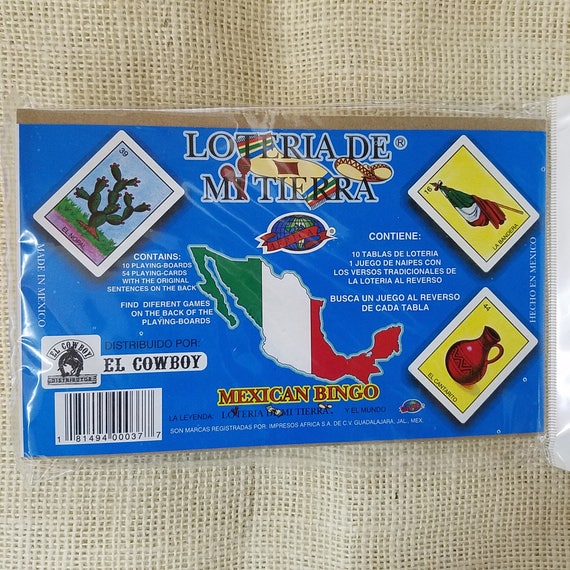 LOTERIA DE ®
MI TIERRA
39
EL NOPAL
16
LA BANDERA
AFRICA
CONTAINS:
10 PLAYING-BOARDS
54 PLAYING-CARDS
WITH THE ORIGINAL
SENTENCES ON THE BACK
FIND DIFERENT GAMES
ON THE BACK OF THE
PLAYING-BOARDS
CONTIENE:
10 TABLAS DE LOTERIA
1 JUEGO DE NAIPES CON
LOS VERSOS TRADICIONALES DE
LA LOTERIA AL REVERSO
BUSCA UN JUEGO AL REVERSO
DE CADA TABLA
MADE IN MEXICO
HECHO EN MEXICO
44
EL CANTARITO
EL COWBOY
DISTRIBUTOR
DISTRIBUIDO POR:
EL COWBOY
MEXICAN BINGO
LA LEYENDA: LOTERIA DE MI TIERRA Y EL MUNDO
SON MARCAS REGISTRADAS POR: IMPRESOS AFRICA S.A. DE C.V. GUADALAJARA, JAL., MEX.
1 81494 00037 7